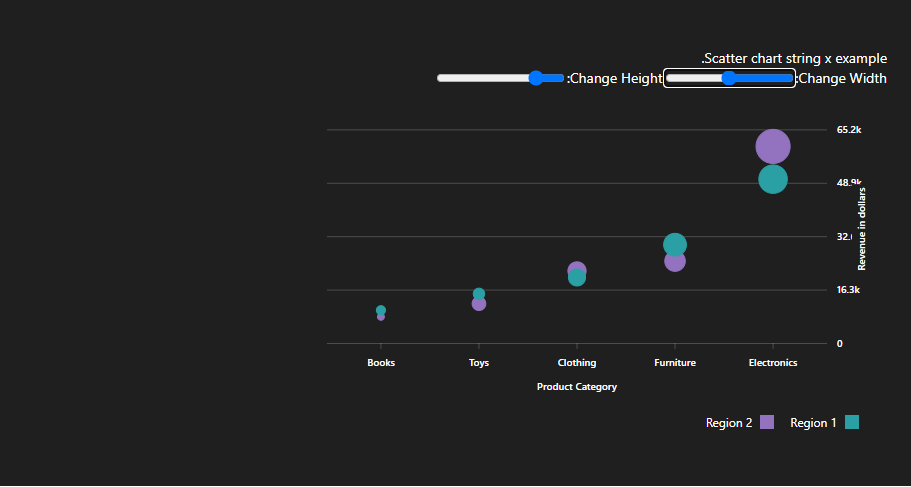 .Scatter chart string x example
:Change Height :Change Width
65.2k
48.9k
32.
16.3k
0
Revenue in dollars
Books Toys Clothing Furniture Electronics
Product Category
Region 2 Region 1